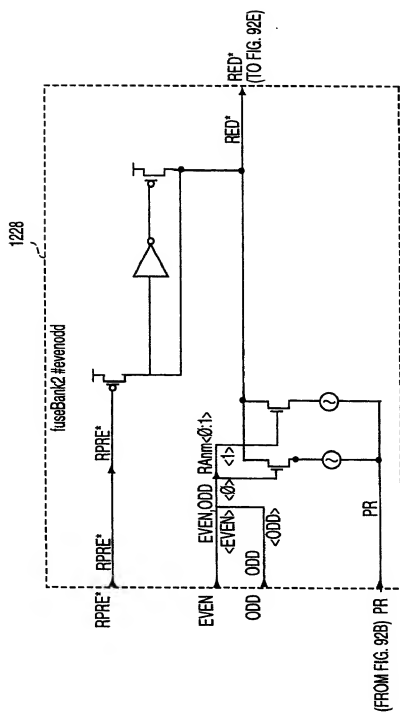 1228
fuseBank2 #evenodd
RPRE*
RPRE*
RPRE*
EVEN
EVEN,ODD
RAnm<0:1>
<EVEN>
<0>
<1>
ODD
ODD
<ODD>
(FROM FIG. 92B) PR
PR
RED*
RED*
(TO FIG. 92E)